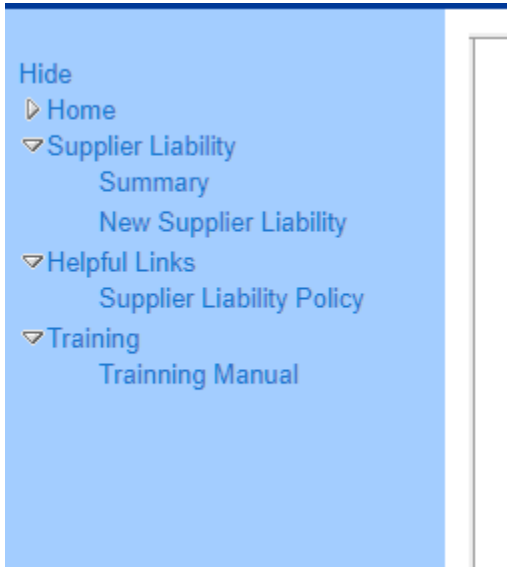 Hide
Home
Supplier Liability
Summary
New Supplier Liability
Helpful Links
Supplier Liability Policy
Training
Trainning Manual